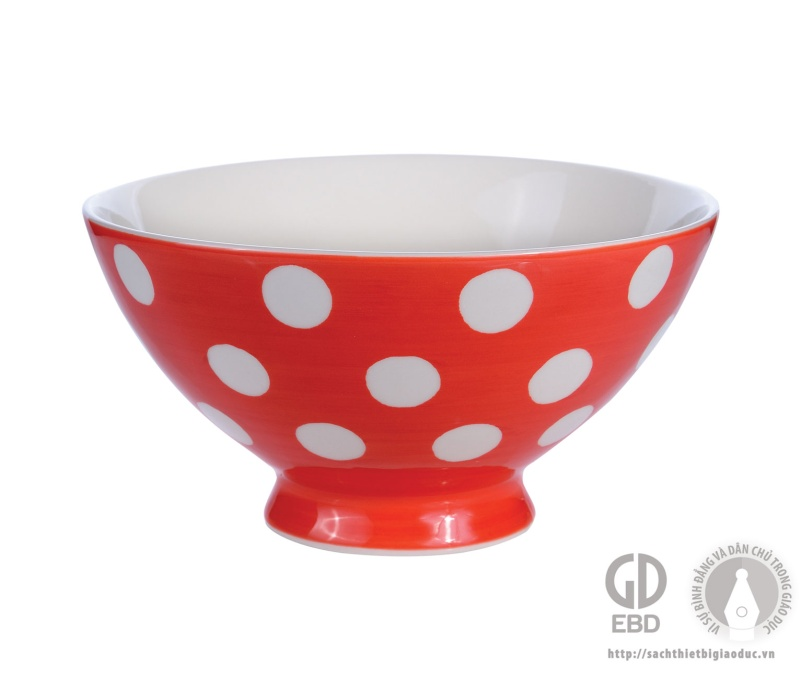 GD
EBD
VÌ SỰ BÌNH ĐẲNG VÀ DÂN CHỦ TRONG GIÁO DỤC
http://sachthietbigiaoduc.vn